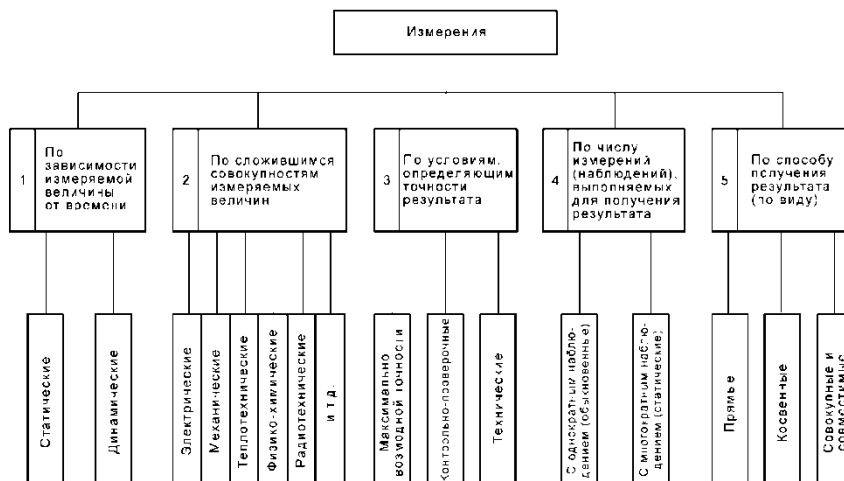 Измерения
1
По
зависимости
измеряемой
величины
от времени
2
По сложившимся
совокупностям
измеряемых
величин
3
По условиям,
определяющим
точности
результата
4
По числу
измерений
(наблюдений),
выполняемых
для получения
результата
5
По способу
получения
результата
(по виду)
Статические
Динамические
Электрические
Механические
Теплотехнические
Физико-химические
Радиотехнические
и т.д.
Максимально
возмодной точности
Контрольно-проверочные
Технические
С однократным наблю-
дением (обыкновенные)
С многократным наблю-
дением (статические)
Прямые
Косвенные
Совокупные и
совместимые